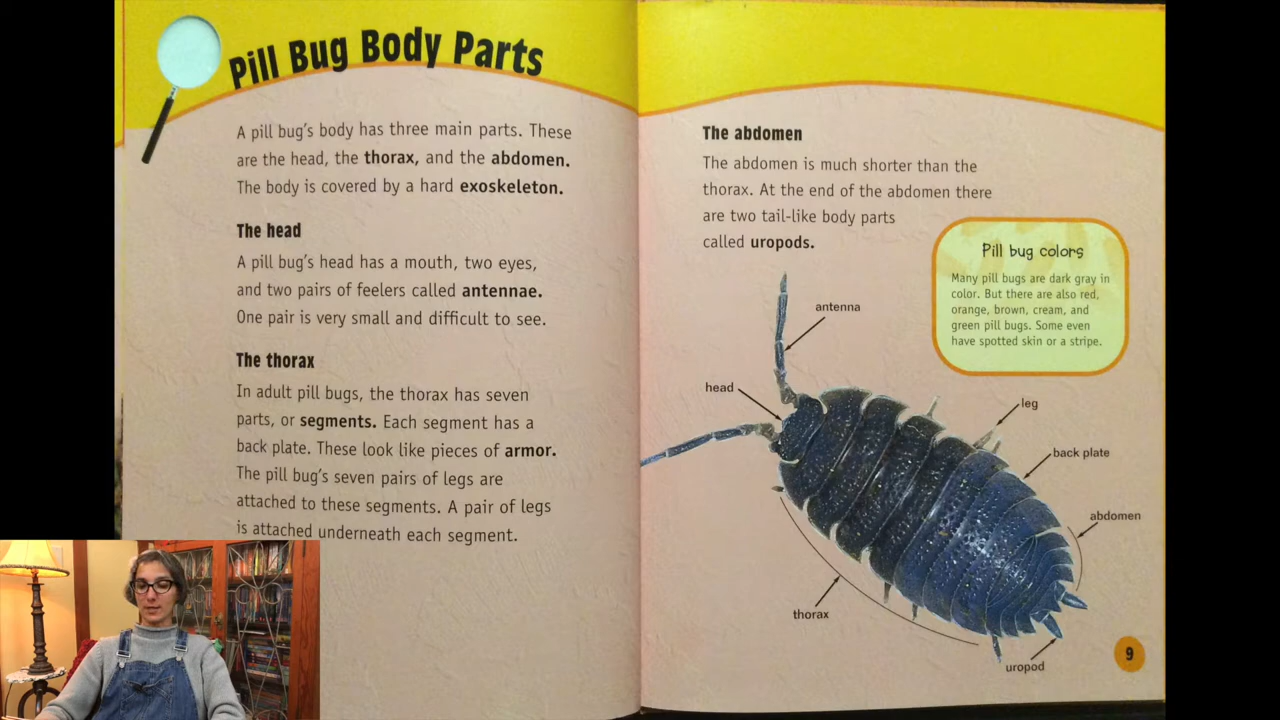 Pill Bug Body Parts
A pill bug's body has three main parts. These
are the head, the thorax, and the abdomen.
The body is covered by a hard exoskeleton.
The head
A pill bug's head has a mouth, two eyes,
and two pairs of feelers called antennae.
One pair is very small and difficult to see.
The thorax
In adult pill bugs, the thorax has seven
parts, or segments. Each segment has a
back plate. These look like pieces of armor.
The pill bug's seven pairs of legs are
attached to these segments. A pair of legs
is attached underneath each segment.
The abdomen
The abdomen is much shorter than the
thorax. At the end of the abdomen there
are two tail-like body parts
called uropods.
Pill bug colors
Many pill bugs are dark gray in
color. But there are also red,
orange, brown, cream, and
green pill bugs. Some even
have spotted skin or a stripe.
antenna
head
leg
back plate
abdomen
thorax
uropod
9